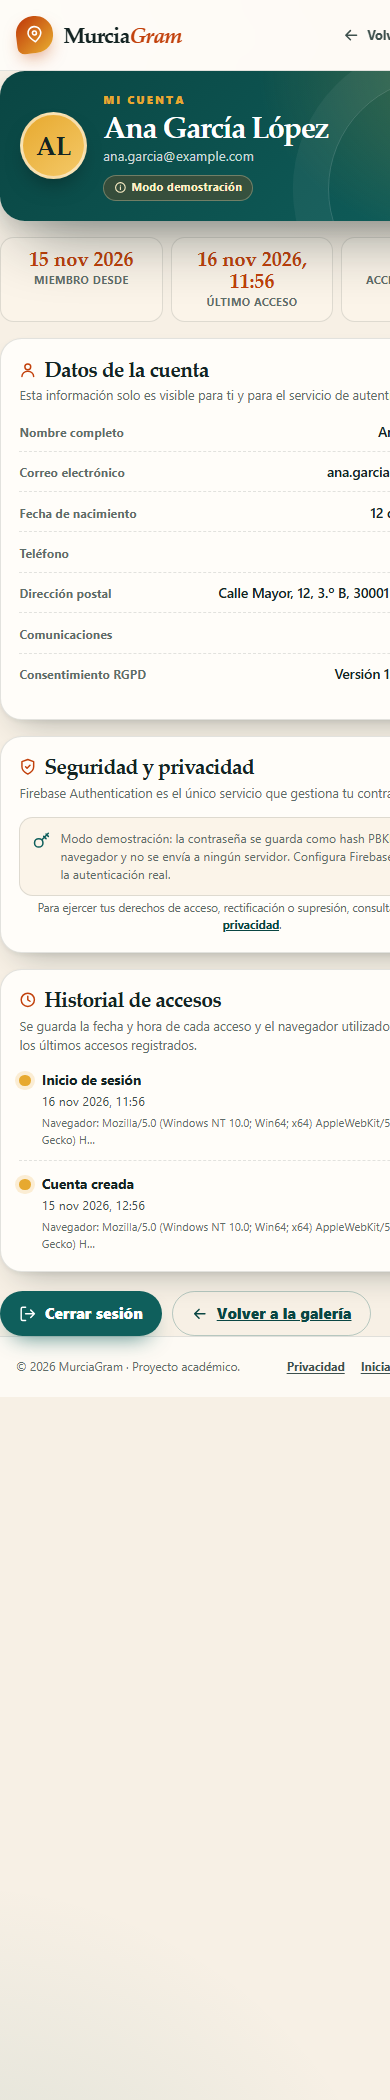 MurciaGram
← Volv
MI CUENTA
AL
Ana García López
ana.garcia@example.com
Modo demostración
15 nov 2026
MIEMBRO DESDE
16 nov 2026,
11:56
ÚLTIMO ACCESO
ACCE
Datos de la cuenta
Esta información solo es visible para ti y para el servicio de autent
Nombre completo
Ar
Correo electrónico
ana.garcia
Fecha de nacimiento
12 c
Teléfono
Dirección postal
Calle Mayor, 12, 3.º B, 30001
Comunicaciones
Consentimiento RGPD
Versión 1
Seguridad y privacidad
Firebase Authentication es el único servicio que gestiona tu contra
Modo demostración: la contraseña se guarda como hash PBK
navegador y no se envía a ningún servidor. Configura Firebase
la autenticación real.
Para ejercer tus derechos de acceso, rectificación o supresión, consulta
privacidad.
Historial de accesos
Se guarda la fecha y hora de cada acceso y el navegador utilizado
los últimos accesos registrados.
Inicio de sesión
16 nov 2026, 11:56
Navegador: Mozilla/5.0 (Windows NT 10.0; Win64; x64) AppleWebKit/5
Gecko) H...
Cuenta creada
15 nov 2026, 12:56
Navegador: Mozilla/5.0 (Windows NT 10.0; Win64; x64) AppleWebKit/5
Gecko) H...
Cerrar sesión
← Volver a la galería
© 2026 MurciaGram · Proyecto académico.
Privacidad
Inicia